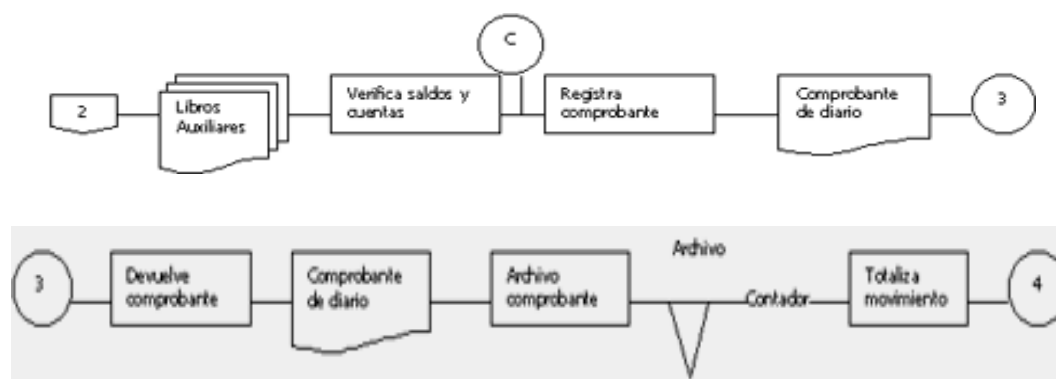 C
2
Libros
Auxiliares
Verifica saldos y
cuentas
Registra
comprobante
Comprobante
de diario
3
3
Devuelve
comprobante
Comprobante
de diario
Archivo
comprobante
Archivo
Contador
Totaliza
movimiento
4